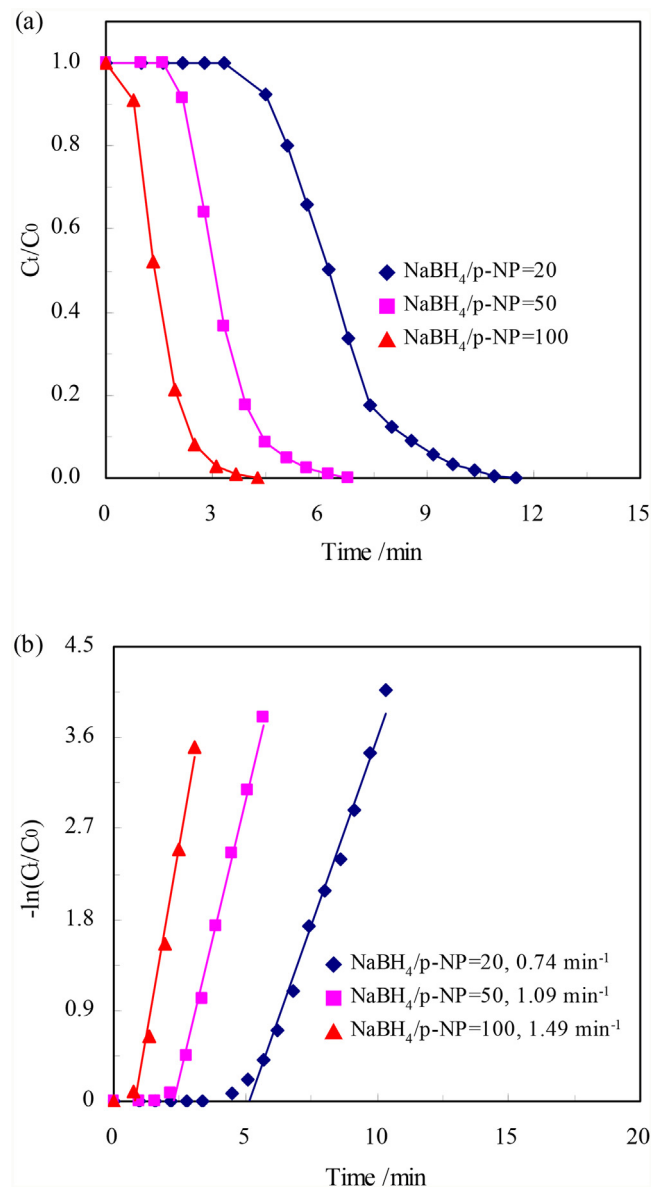 (a)
1.0
0.8
0.6
0.4
0.2
0.0
Ct/C0
NaBH4/p-NP=20
NaBH4/p-NP=50
NaBH4/p-NP=100
0 3 6 9 12 15
Time /min
(b)
4.5
3.6
2.7
1.8
0.9
0
-ln(Ct/C0)
NaBH4/p-NP=20, 0.74 min-1
NaBH4/p-NP=50, 1.09 min-1
NaBH4/p-NP=100, 1.49 min-1
0 5 10 15 20
Time /min